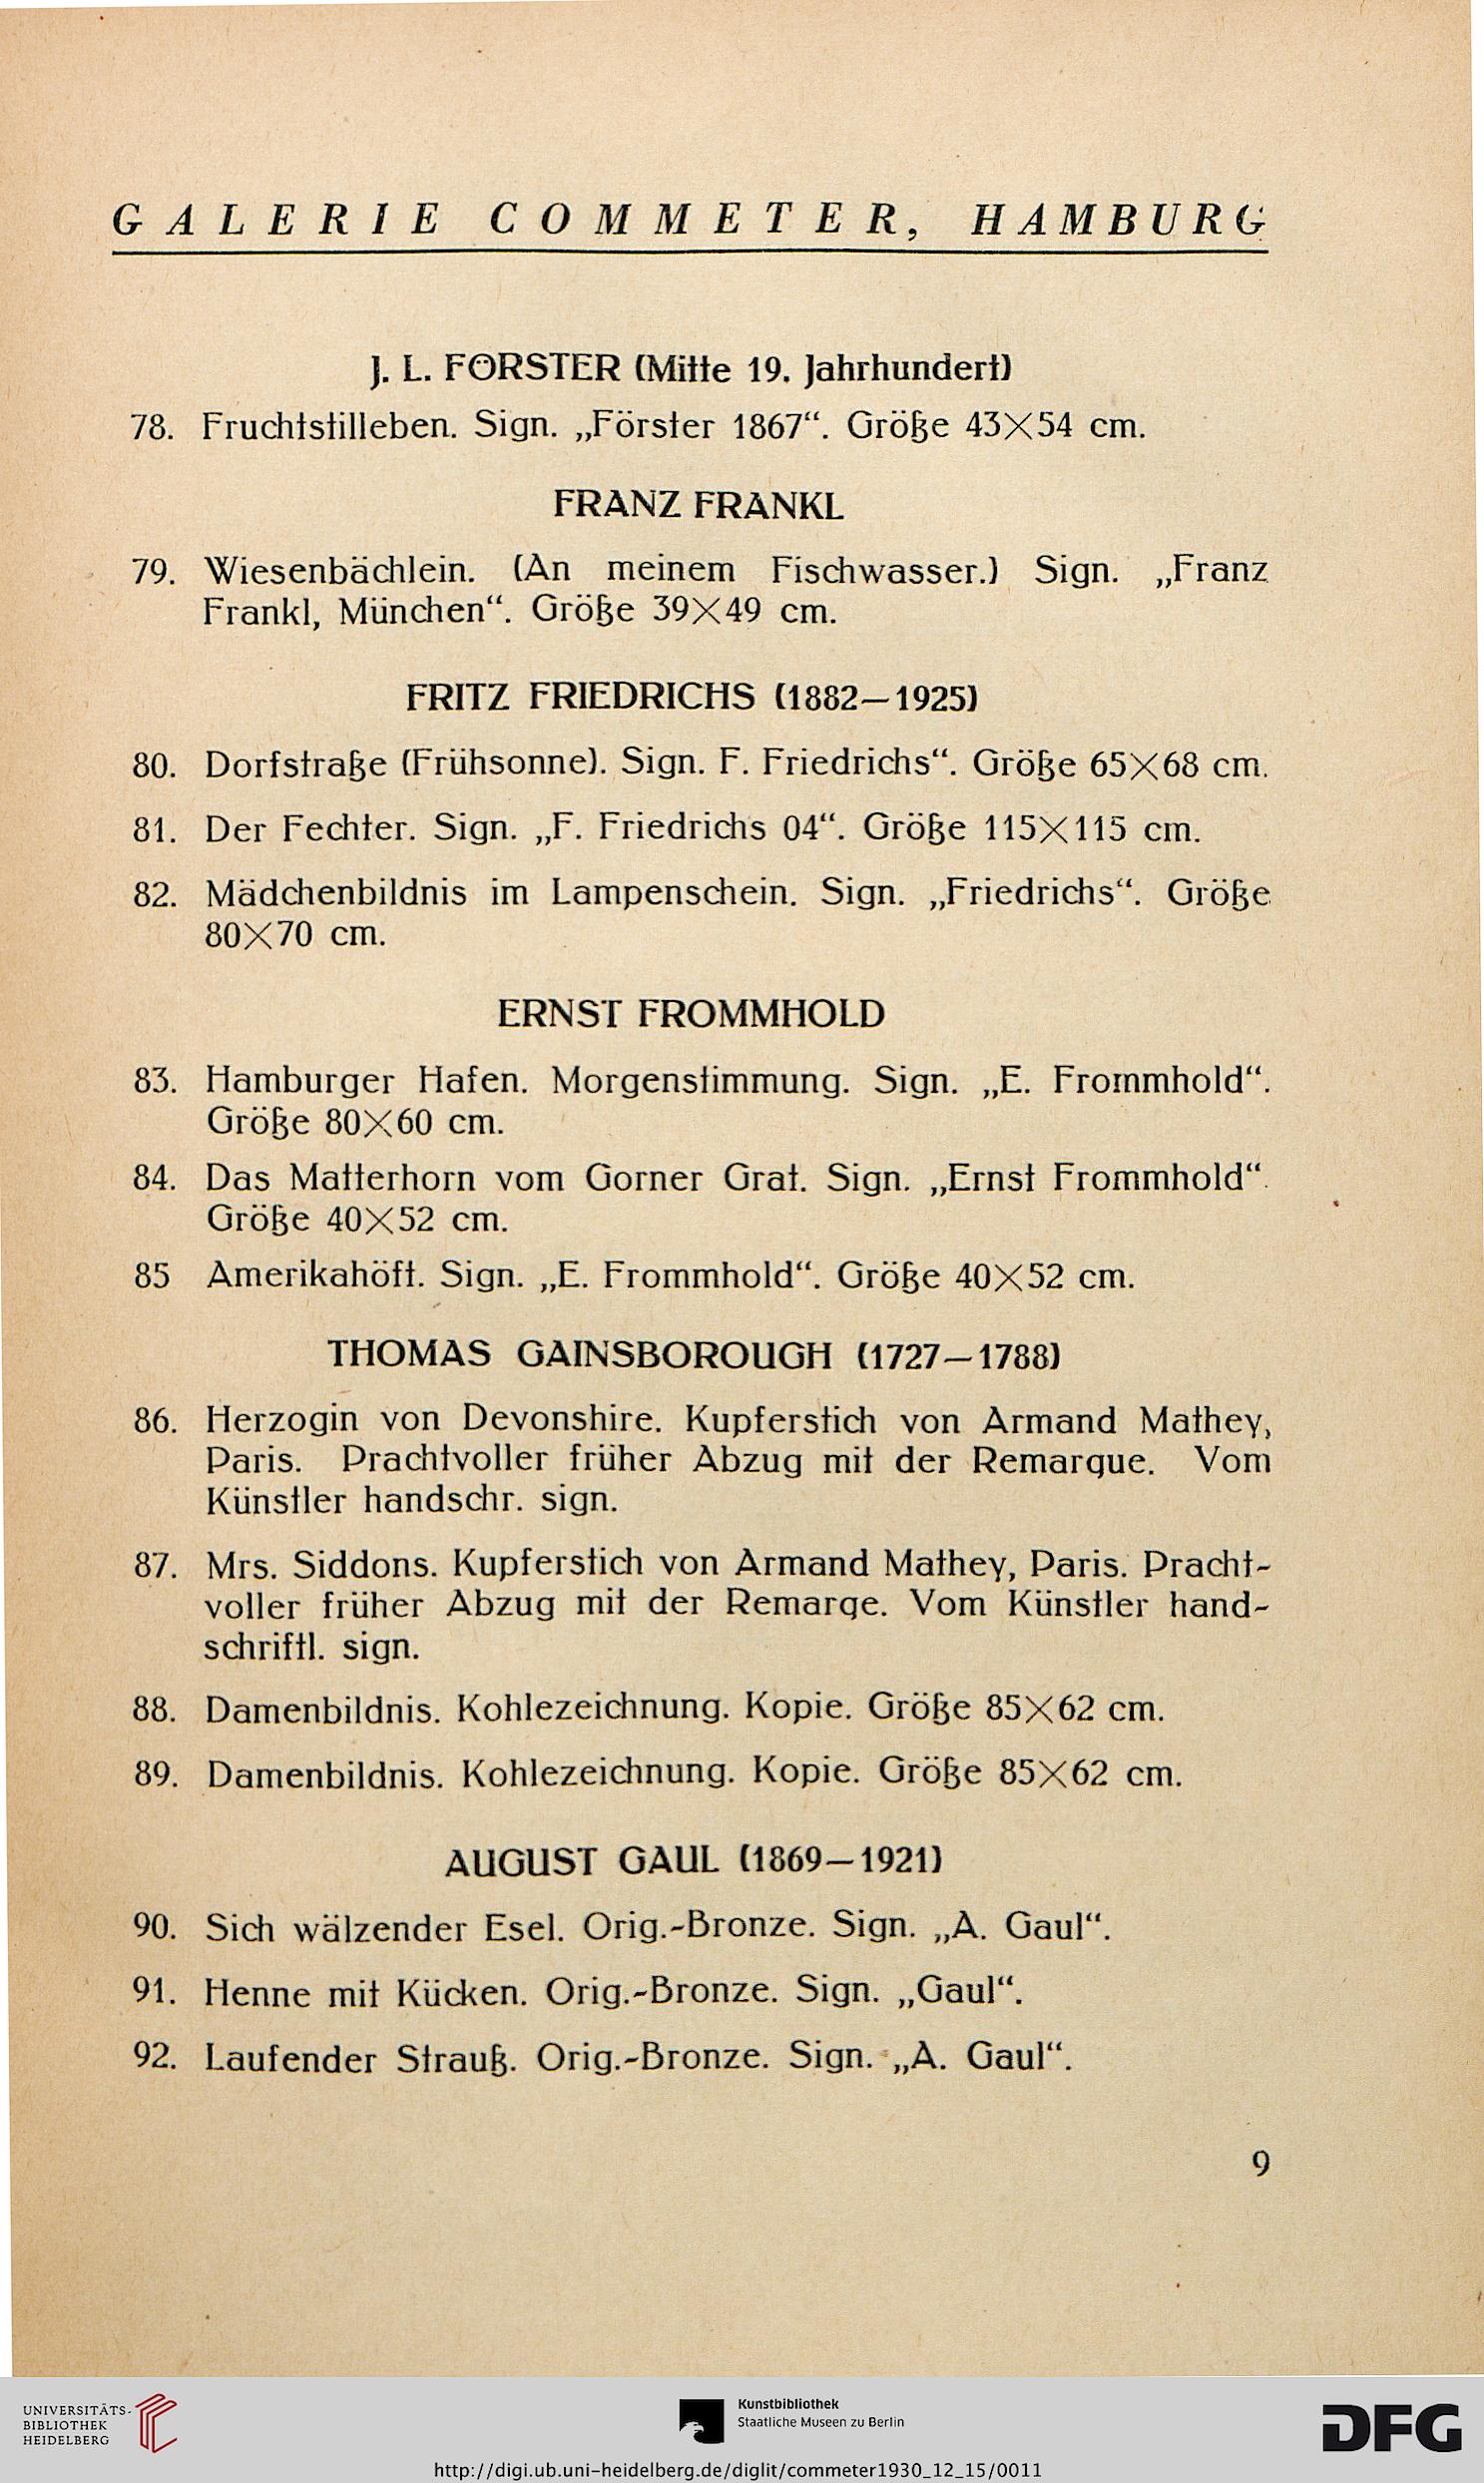 GALERIE COMMETER, HAMBURG
J. L. FÖRSTER (Mitte 19. Jahrhundert)
78. Fruchtstilleben. Sign. „Förster 1867“. Größe 43×54 cm.
FRANZ FRANKL
79. Wiesenbächlein. (An meinem Fischwasser.) Sign. „Franz
Frankl, München“. Größe 39×49 cm.
FRITZ FRIEDRICHS (1882—1925)
80. Dorfstraße (Frühsonne). Sign. F. Friedrichs“. Größe 65×68 cm.
81. Der Fechter. Sign. „F. Friedrichs 04“. Größe 115×115 cm.
82. Mädchenbildnis im Lampenschein. Sign. „Friedrichs“. Größe
80×70 cm.
ERNST FROMMHOLD
83. Hamburger Hafen. Morgenstimmung. Sign. „E. Frommhold“.
Größe 80×60 cm.
84. Das Matterhorn vom Gorner Grat. Sign. „Ernst Frommhold“.
Größe 40×52 cm.
85 Amerikahöft. Sign. „E. Frommhold“. Größe 40×52 cm.
THOMAS GAINSBOROUGH (1727—1788)
86. Herzogin von Devonshire. Kupferstich von Armand Mathey,
Paris. Prachtvoller früher Abzug mit der Remarque. Vom
Künstler handschr. sign.
87. Mrs. Siddons. Kupferstich von Armand Mathey, Paris. Pracht-
voller früher Abzug mit der Remarqe. Vom Künstler hand-
schriftl. sign.
88. Damenbildnis. Kohlezeichnung. Kopie. Größe 85×62 cm.
89. Damenbildnis. Kohlezeichnung. Kopie. Größe 85×62 cm.
AUGUST GAUL (1869—1921)
90. Sich wälzender Esel. Orig.-Bronze. Sign. „A. Gaul“.
91. Henne mit Kücken. Orig.-Bronze. Sign. „Gaul“.
92. Laufender Strauß. Orig.-Bronze. Sign. „A. Gaul“.
9
UNIVERSITÄTS-
BIBLIOTHEK
HEIDELBERG
Kunstbibliothek
Staatliche Museen zu Berlin
DFG
http://digi.ub.uni-heidelberg.de/diglit/commeter1930_12_15/0011